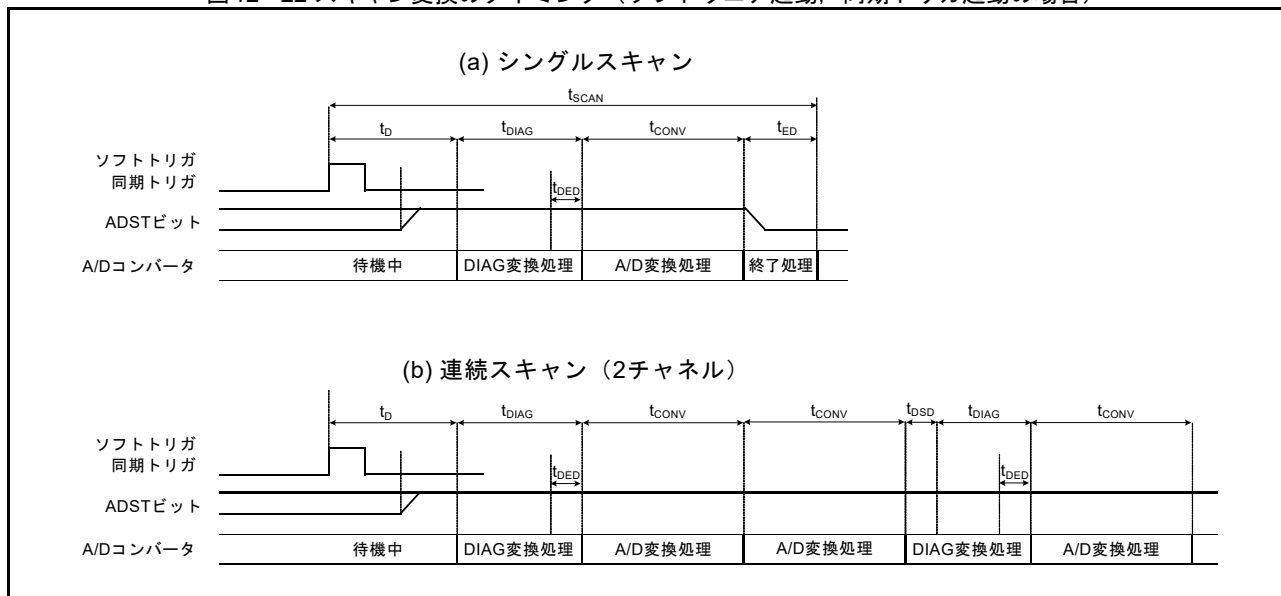 (a) シングルスキャン
tSCAN
tD tDIAG tCONV tED
ソフトトリガ
同期トリガ
tDED
ADSTビット
A/Dコンバータ 待機中 DIAG変換処理 A/D変換処理 終了処理
(b) 連続スキャン（2チャネル）
tD tDIAG tCONV tCONV tDSD tDIAG tCONV
ソフトトリガ
同期トリガ
tDED tDED
ADSTビット
A/Dコンバータ 待機中 DIAG変換処理 A/D変換処理 A/D変換処理 DIAG変換処理 A/D変換処理